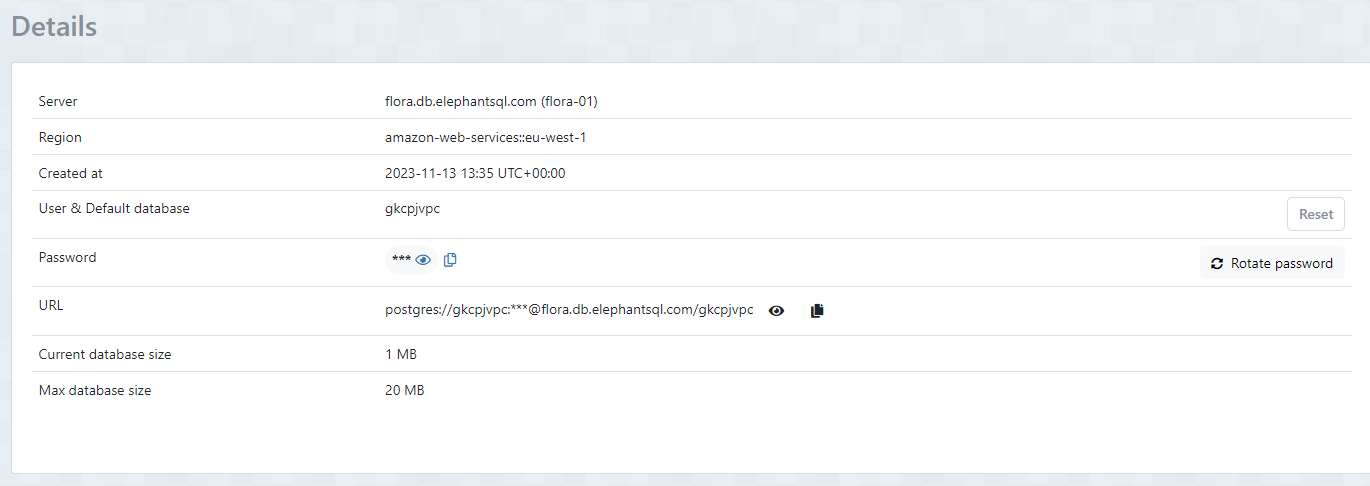 Details
Server flora.db.elephantsql.com (flora-01)
Region amazon-web-services::eu-west-1
Created at 2023-11-13 13:35 UTC+00:00
User & Default database gkcpjvpc Reset
Password *** Rotate password
URL postgres://gkcpjvpc:***@flora.db.elephantsql.com/gkcpjvpc
Current database size 1 MB
Max database size 20 MB